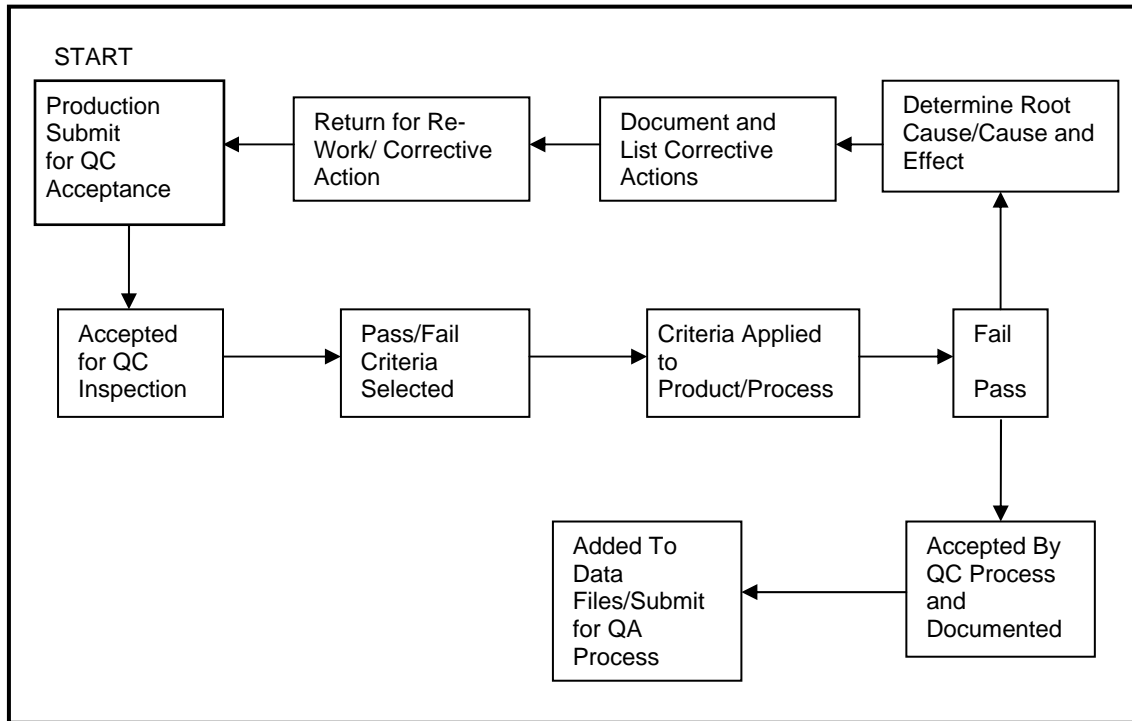 START
Production
Submit
for QC
Acceptance
Return for Re-
Work/ Corrective
Action
Document and
List Corrective
Actions
Determine Root
Cause/Cause and
Effect
Accepted
for QC
Inspection
Pass/Fail
Criteria
Selected
Criteria Applied
to
Product/Process
Fail
Pass
Added To
Data
Files/Submit
for QA
Process
Accepted By
QC Process
and
Documented